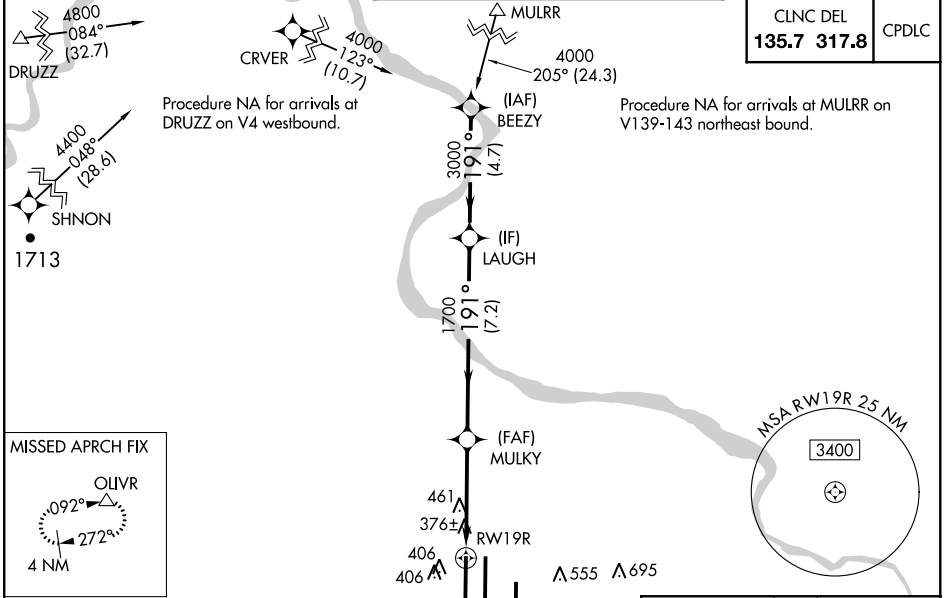 4800
084°
(32.7)
DRUZZ
CRVER
4000
123°
(10.7)
MULRR
4000
205° (24.3)
CLNC DEL
135.7 317.8
CPDLC
Procedure NA for arrivals at
DRUZZ on V4 westbound.
(IAF)
BEEZY
Procedure NA for arrivals at MULRR on
V139-143 northeast bound.
4400
048°
(28.6)
SHNON
1713
3000
191°
(4.7)
(IF)
LAUGH
1700
191°
(7.2)
(FAF)
MULKY
MSA RW19R 25 NM
3400
MISSED APRCH FIX
OLIVR
092°
272°
4 NM
461
376±
RW19R
406
406
555
695